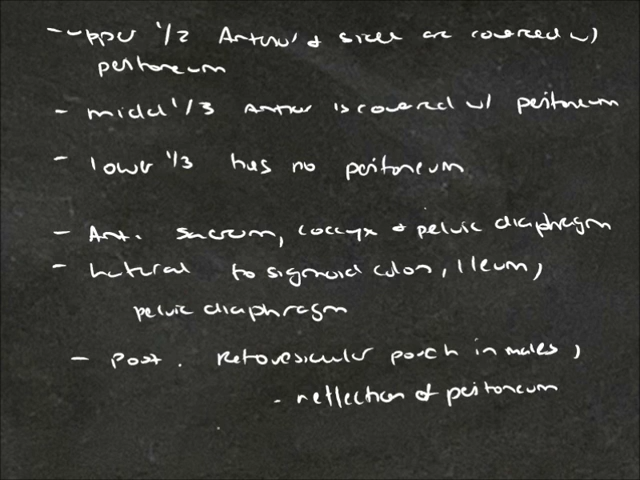 - upper 1/2 Anterior & sides are covered w/
peritoneum
- midd 1/3 Anterior is covered w/ peritoneum
- lower 1/3 has no peritoneum
- Ant. sacrum, coccyx & pelvic diaphragm
- Lateral to sigmoid colon, Ileum,
pelvic diaphragm
- Post. Retovesicular pouch in males,
- reflection of peritoneum